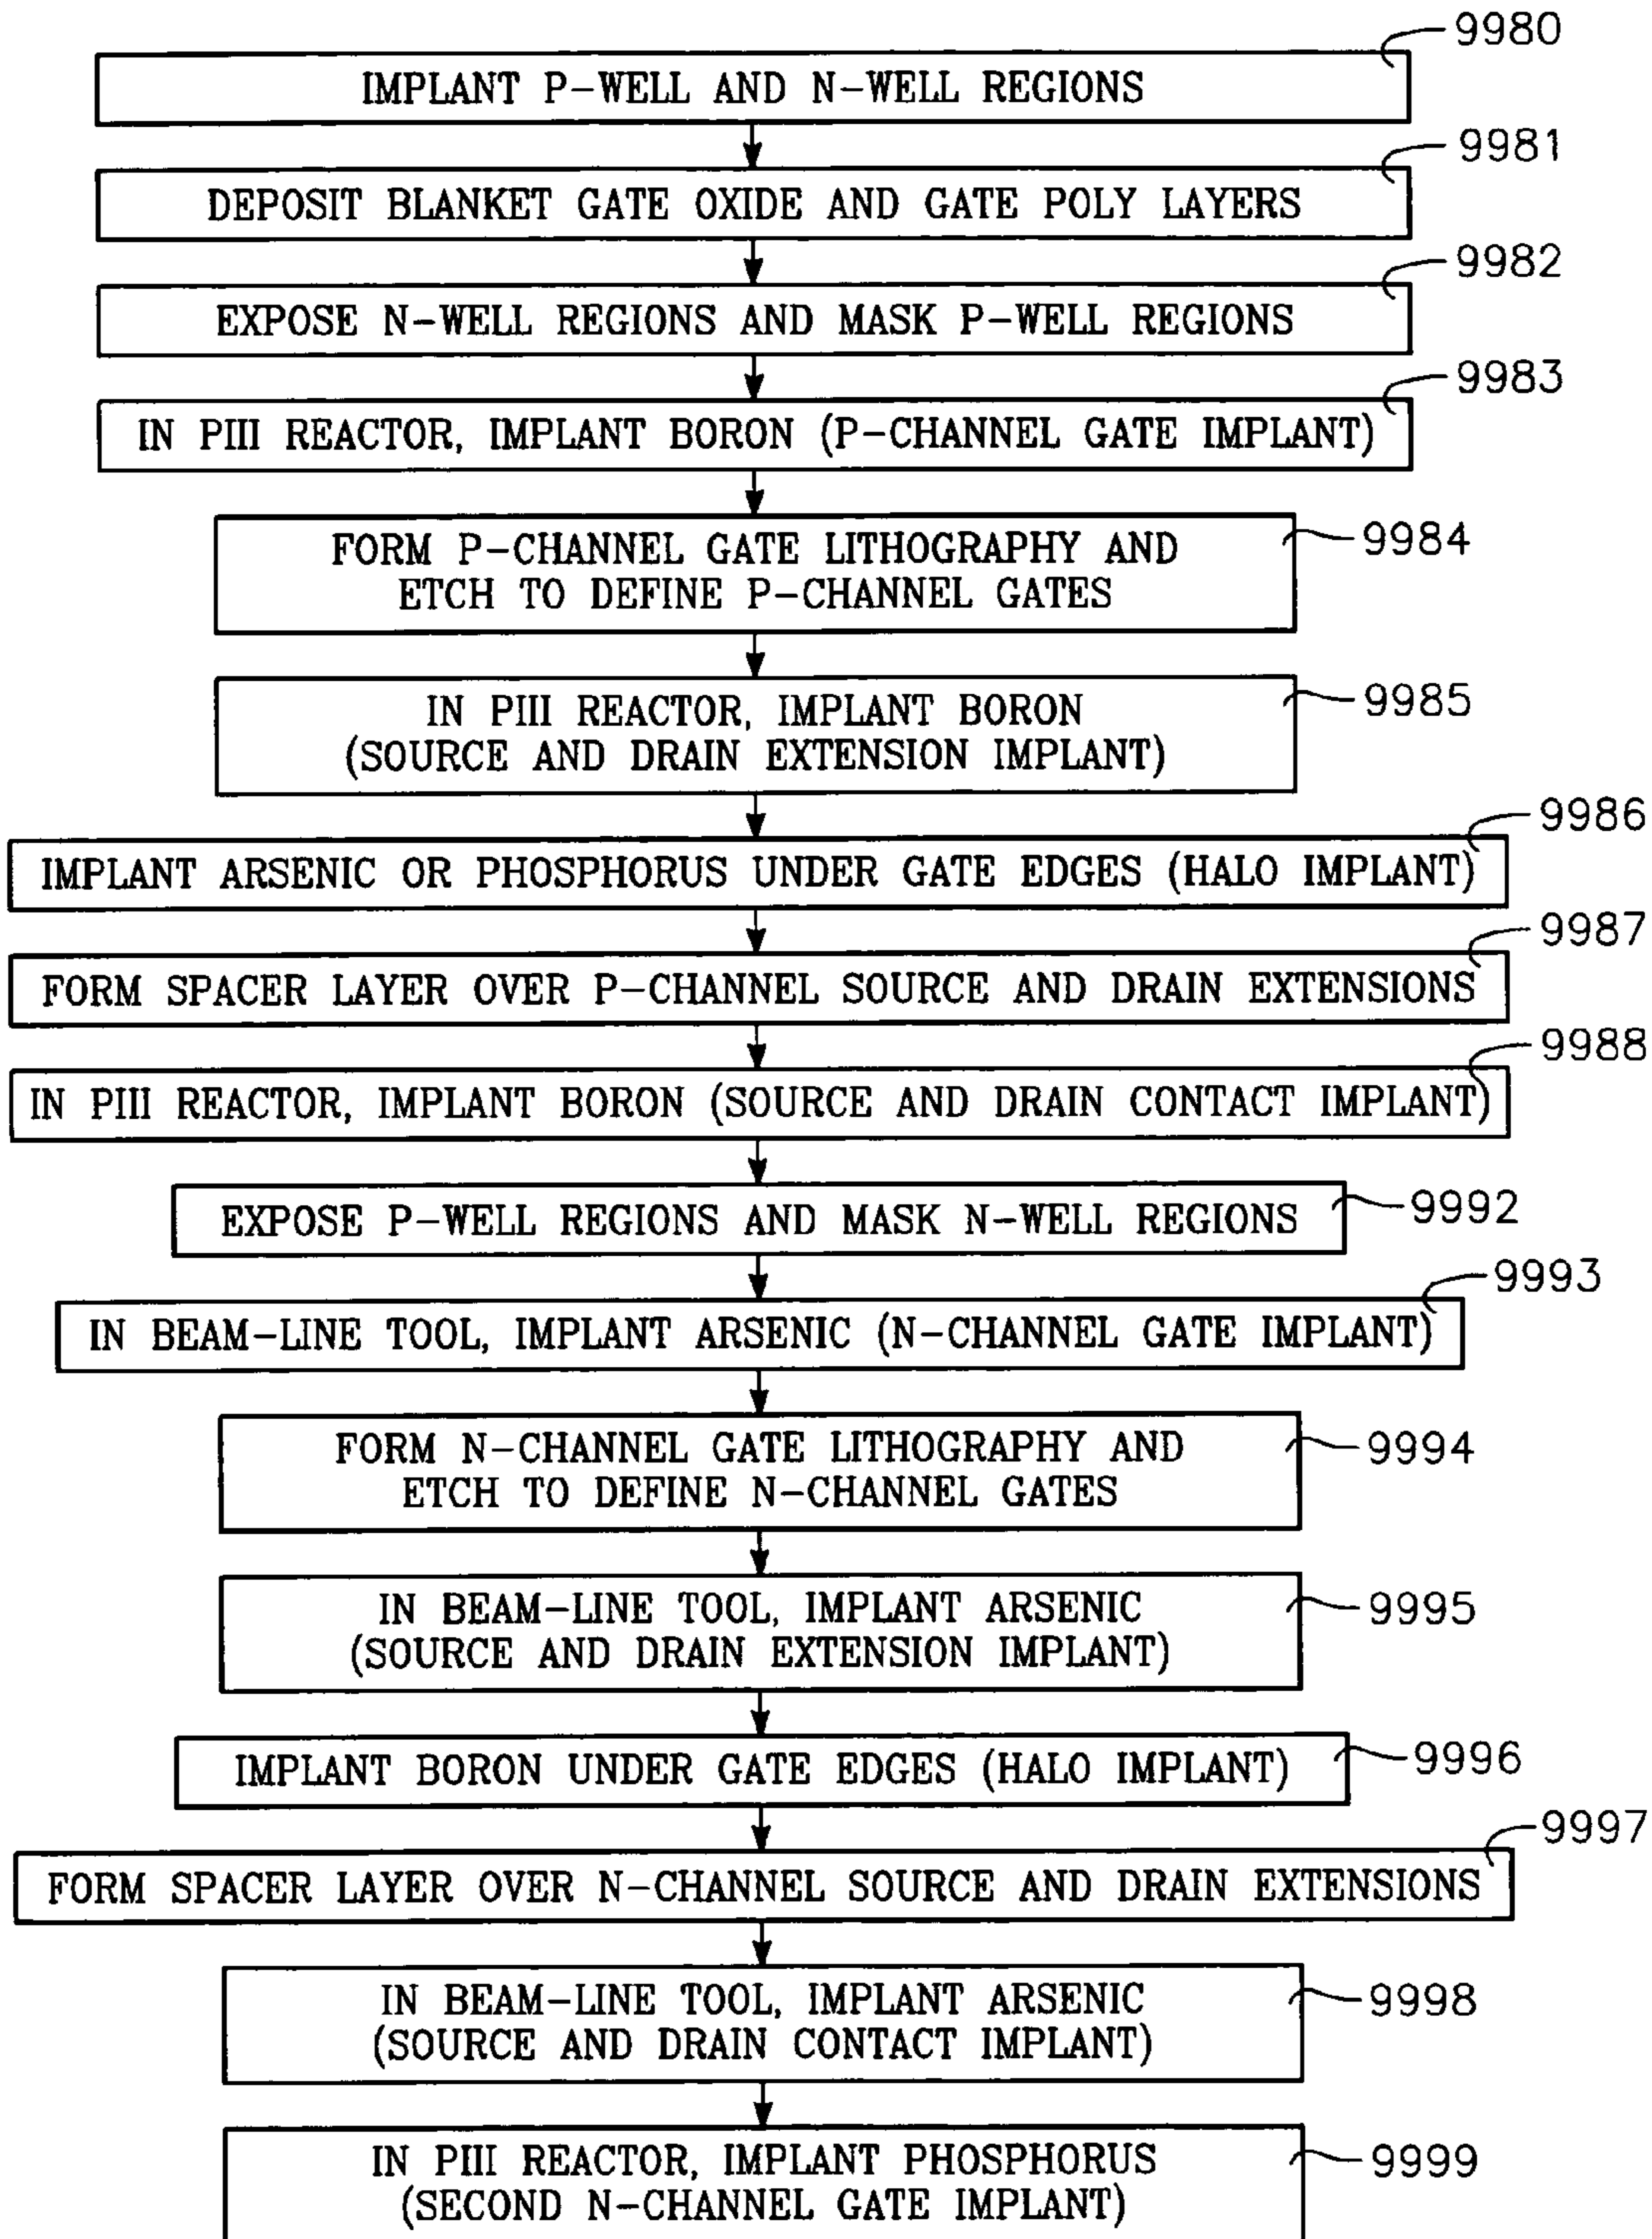 9980
IMPLANT P-WELL AND N-WELL REGIONS
9981
DEPOSIT BLANKET GATE OXIDE AND GATE POLY LAYERS
9982
EXPOSE N-WELL REGIONS AND MASK P-WELL REGIONS
9983
IN PIII REACTOR, IMPLANT BORON (P-CHANNEL GATE IMPLANT)
FORM P-CHANNEL GATE LITHOGRAPHY AND
ETCH TO DEFINE P-CHANNEL GATES
9984
IN PIII REACTOR, IMPLANT BORON
(SOURCE AND DRAIN EXTENSION IMPLANT)
9985
9986
IMPLANT ARSENIC OR PHOSPHORUS UNDER GATE EDGES (HALO IMPLANT)
9987
FORM SPACER LAYER OVER P-CHANNEL SOURCE AND DRAIN EXTENSIONS
9988
IN PIII REACTOR, IMPLANT BORON (SOURCE AND DRAIN CONTACT IMPLANT)
EXPOSE P-WELL REGIONS AND MASK N-WELL REGIONS
9992
9993
IN BEAM-LINE TOOL, IMPLANT ARSENIC (N-CHANNEL GATE IMPLANT)
FORM N-CHANNEL GATE LITHOGRAPHY AND
ETCH TO DEFINE N-CHANNEL GATES
9994
IN BEAM-LINE TOOL, IMPLANT ARSENIC
(SOURCE AND DRAIN EXTENSION IMPLANT)
9995
IMPLANT BORON UNDER GATE EDGES (HALO IMPLANT)
9996
9997
FORM SPACER LAYER OVER N-CHANNEL SOURCE AND DRAIN EXTENSIONS
IN BEAM-LINE TOOL, IMPLANT ARSENIC
(SOURCE AND DRAIN CONTACT IMPLANT)
9998
IN PIII REACTOR, IMPLANT PHOSPHORUS
(SECOND N-CHANNEL GATE IMPLANT)
9999